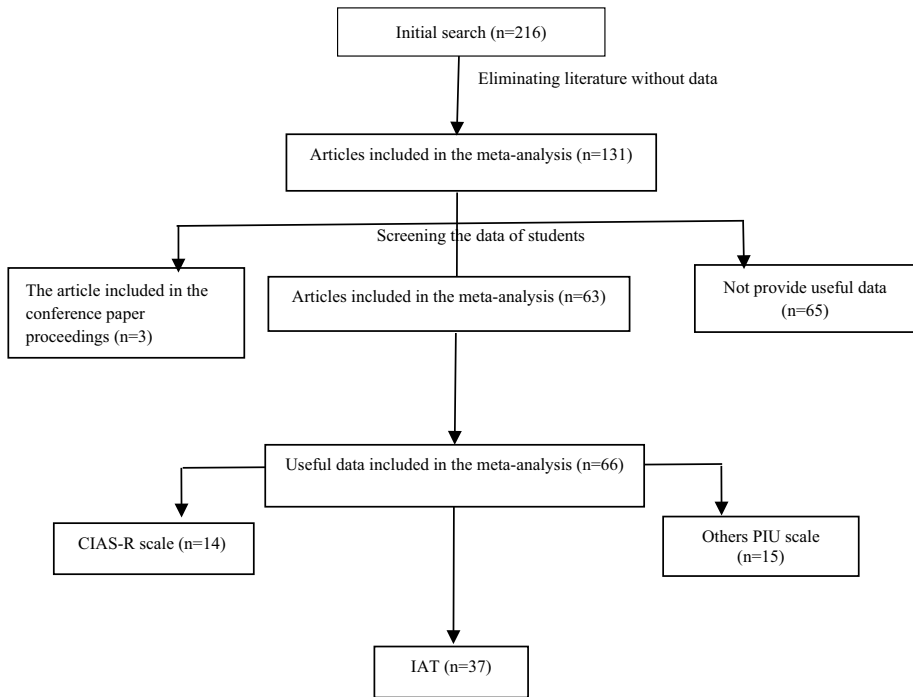 Initial search (n=216)
Eliminating literature without data
Articles included in the meta-analysis (n=131)
Screening the data of students
The article included in the
conference paper
proceedings (n=3)
Articles included in the meta-analysis (n=63)
Not provide useful data
(n=65)
Useful data included in the meta-analysis (n=66)
CIAS-R scale (n=14)
Others PIU scale
(n=15)
IAT (n=37)